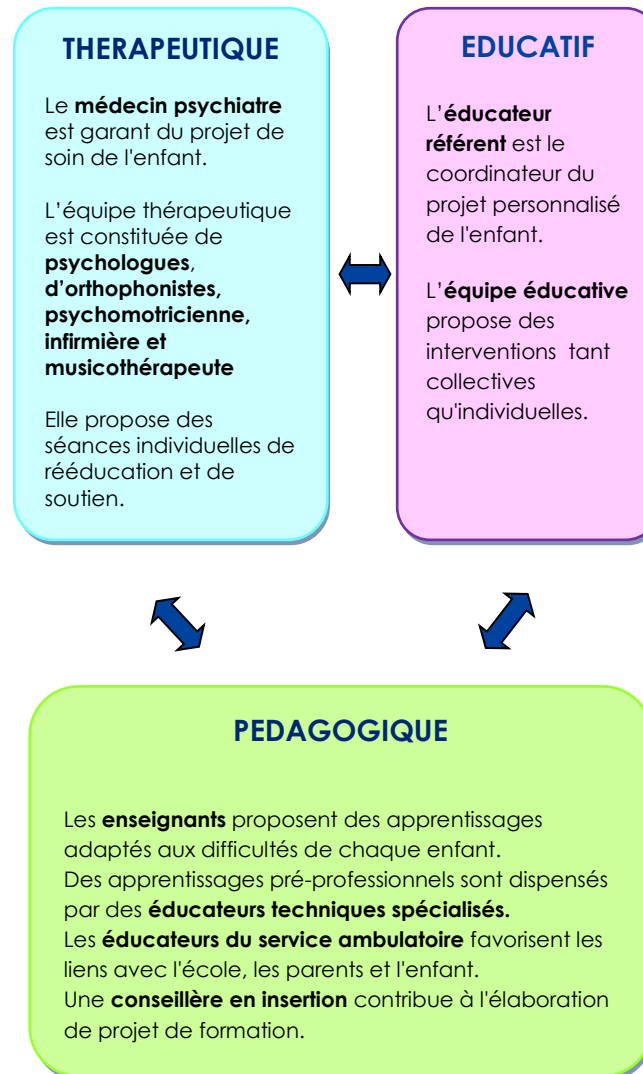 THERAPEUTIQUE
Le médecin psychiatre
est garant du projet de
soin de l'enfant.
L'équipe thérapeutique
est constituée de
psychologues,
d'orthophonistes,
psychomotricienne,
infirmière et
musicothérapeute
Elle propose des
séances individuelles de
rééducation et de
soutien.
EDUCATIF
L'éducateur
référent est le
coordinateur du
projet personnalisé
de l'enfant.
L'équipe éducative
propose des
interventions tant
collectives
qu'individuelles.
PEDAGOGIQUE
Les enseignants proposent des apprentissages
adaptés aux difficultés de chaque enfant.
Des apprentissages pré-professionnels sont dispensés
par des éducateurs techniques spécialisés.
Les éducateurs du service ambulatoire favorisent les
liens avec l'école, les parents et l'enfant.
Une conseillère en insertion contribue à l'élaboration
de projet de formation.